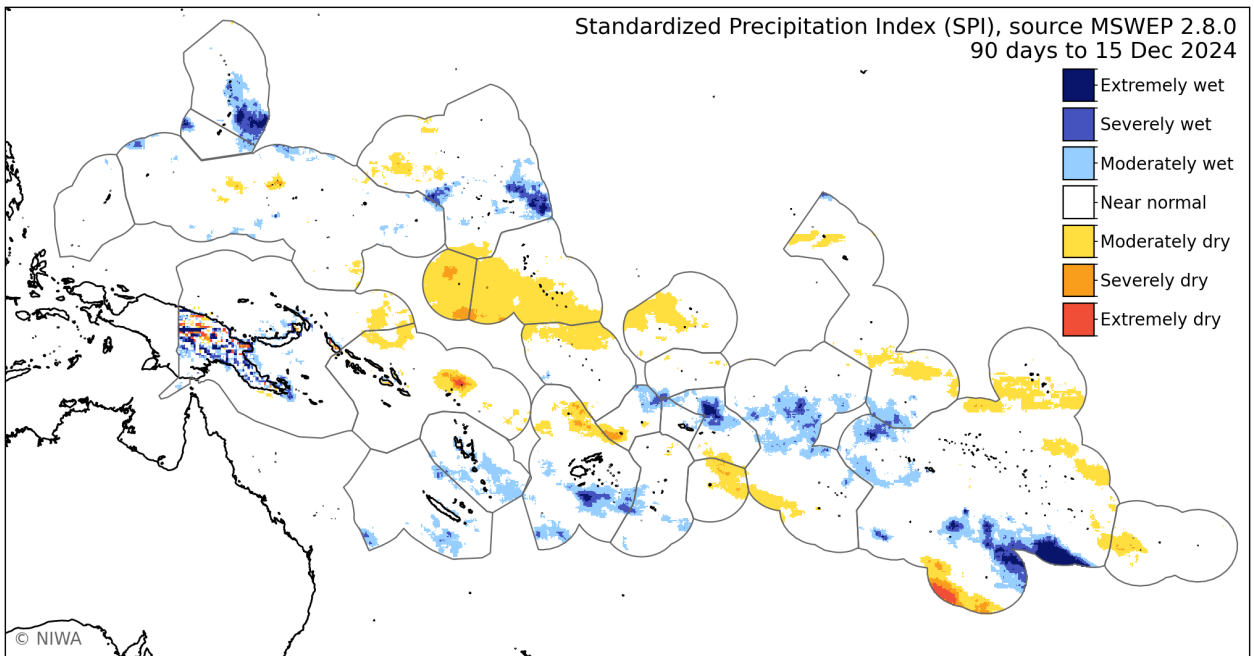 Standardized Precipitation Index (SPI), source MSWEP 2.8.0
90 days to 15 Dec 2024
Extremely wet
Severely wet
Moderately wet
Near normal
Moderately dry
Severely dry
Extremely dry
© NIWA